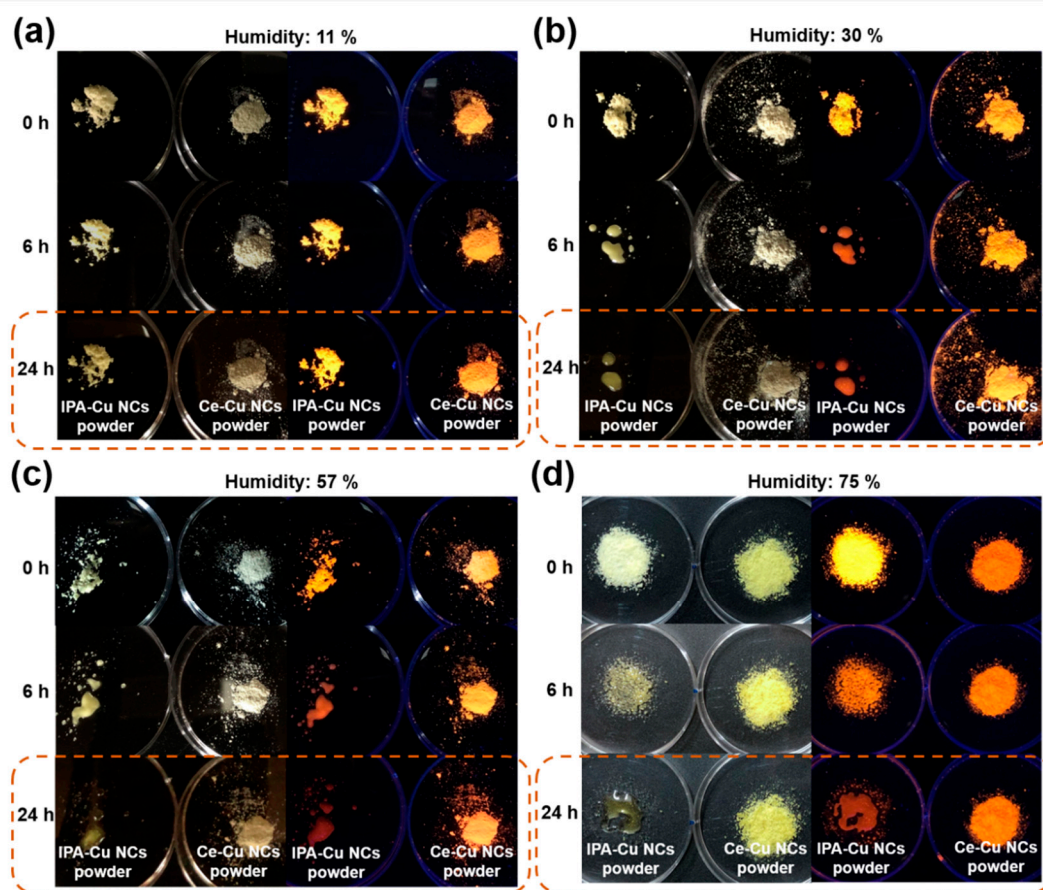 (a)
Humidity: 11 %
0 h
6 h
24 h
IPA-Cu NCs
powder
Ce-Cu NCs
powder
IPA-Cu NCs
powder
Ce-Cu NCs
powder
(b)
Humidity: 30 %
0 h
6 h
24 h
IPA-Cu NCs
powder
Ce-Cu NCs
powder
IPA-Cu NCs
powder
Ce-Cu NCs
powder
(c)
Humidity: 57 %
0 h
6 h
24 h
IPA-Cu NCs
powder
Ce-Cu NCs
powder
IPA-Cu NCs
powder
Ce-Cu NCs
powder
(d)
Humidity: 75 %
0 h
6 h
24 h
IPA-Cu NCs
powder
Ce-Cu NCs
powder
IPA-Cu NCs
powder
Ce-Cu NCs
powder